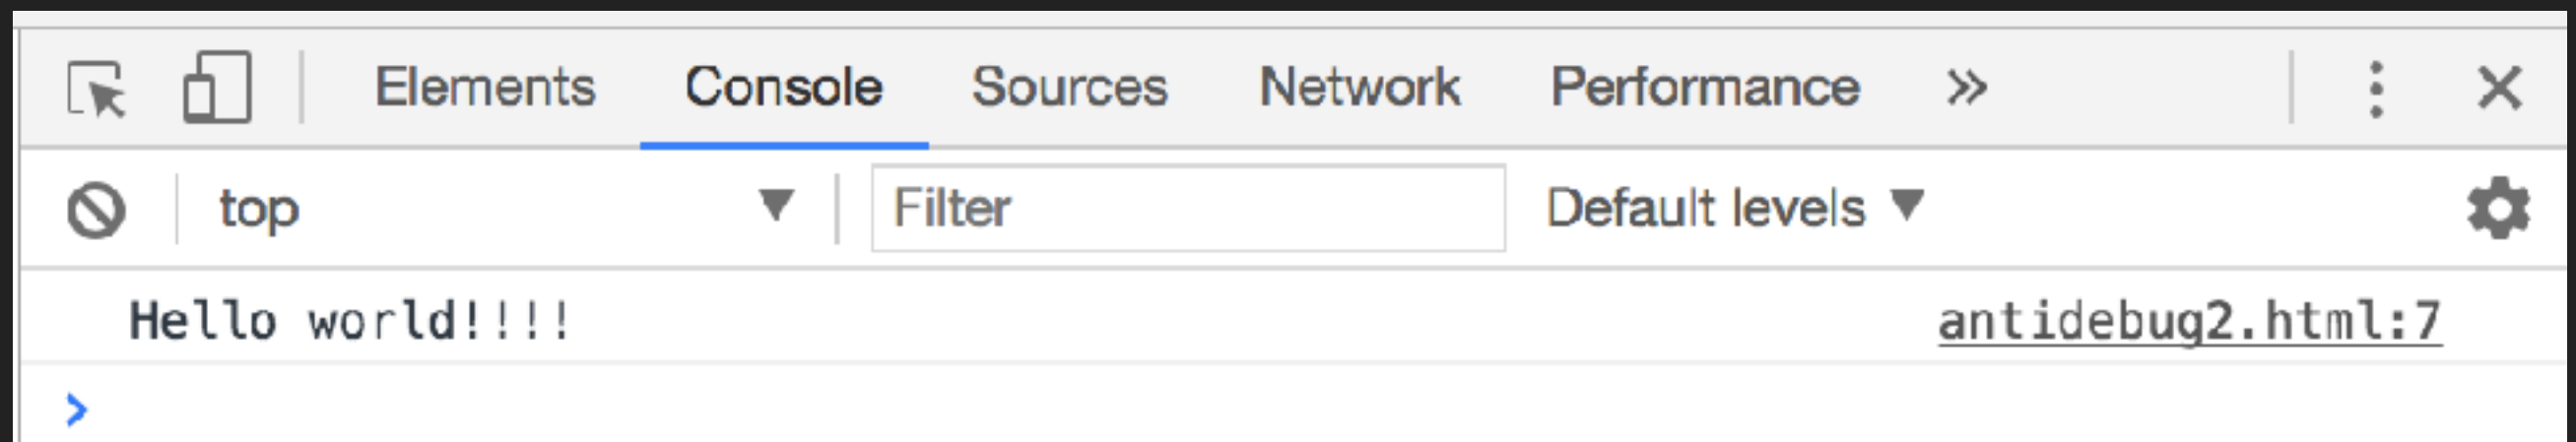 Elements Console Sources Network Performance »
top Filter Default levels
Hello world!!!! antidebug2.html:7
>